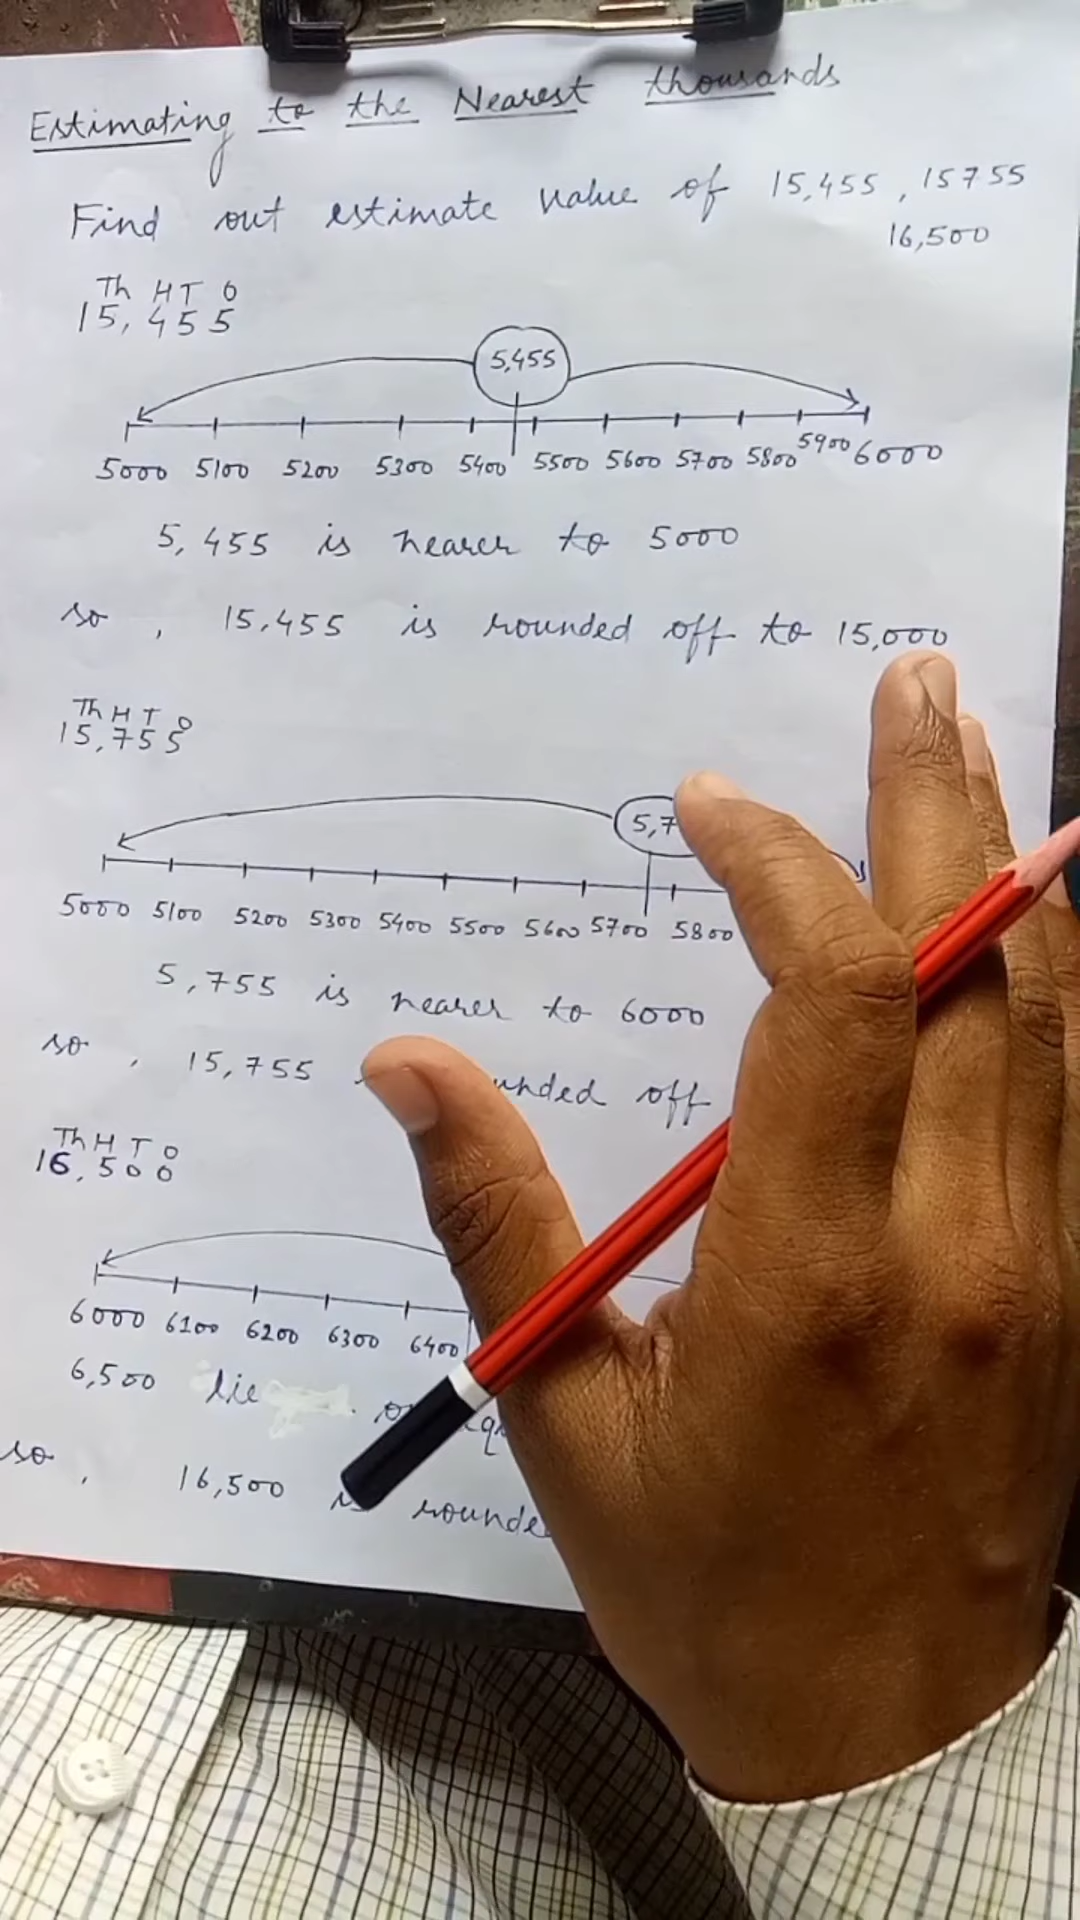 Estimating to the Nearest thousands
Find out estimate value of 15,455, 15755
16,500
Th H T O
15,455
5,455
5000 5100 5200 5300 5400 5500 5600 5700 5800 5900 6000
5,455 is nearer to 5000
so, 15,455 is rounded off to 15,000
Th H T O
15,755
5,7
5000 5100 5200 5300 5400 5500 5600 5700 5800
5,755 is nearer to 6000
so, 15,755 off
Th H T O
16,500
6000 6100 6200 6300 6400
6,500 lie
so, 16,500 is